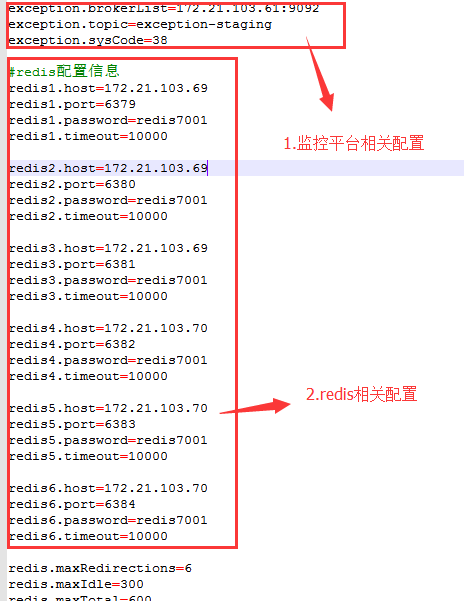 exception.brokerList=172.21.103.61:9092
exception.topic=exception-staging
exception.sysCode=38
#redis配置信息
redis1.host=172.21.103.69
redis1.port=6379
redis1.password=redis7001
redis1.timeout=10000
1.监控平台相关配置
redis2.host=172.21.103.69
redis2.port=6380
redis2.password=redis7001
redis2.timeout=10000
redis3.host=172.21.103.69
redis3.port=6381
redis3.password=redis7001
redis3.timeout=10000
redis4.host=172.21.103.70
redis4.port=6382
redis4.password=redis7001
redis4.timeout=10000
2.redis相关配置
redis5.host=172.21.103.70
redis5.port=6383
redis5.password=redis7001
redis5.timeout=10000
redis6.host=172.21.103.70
redis6.port=6384
redis6.password=redis7001
redis6.timeout=10000
redis.maxRedirections=6
redis.maxIdle=300
redis.maxTotal=600